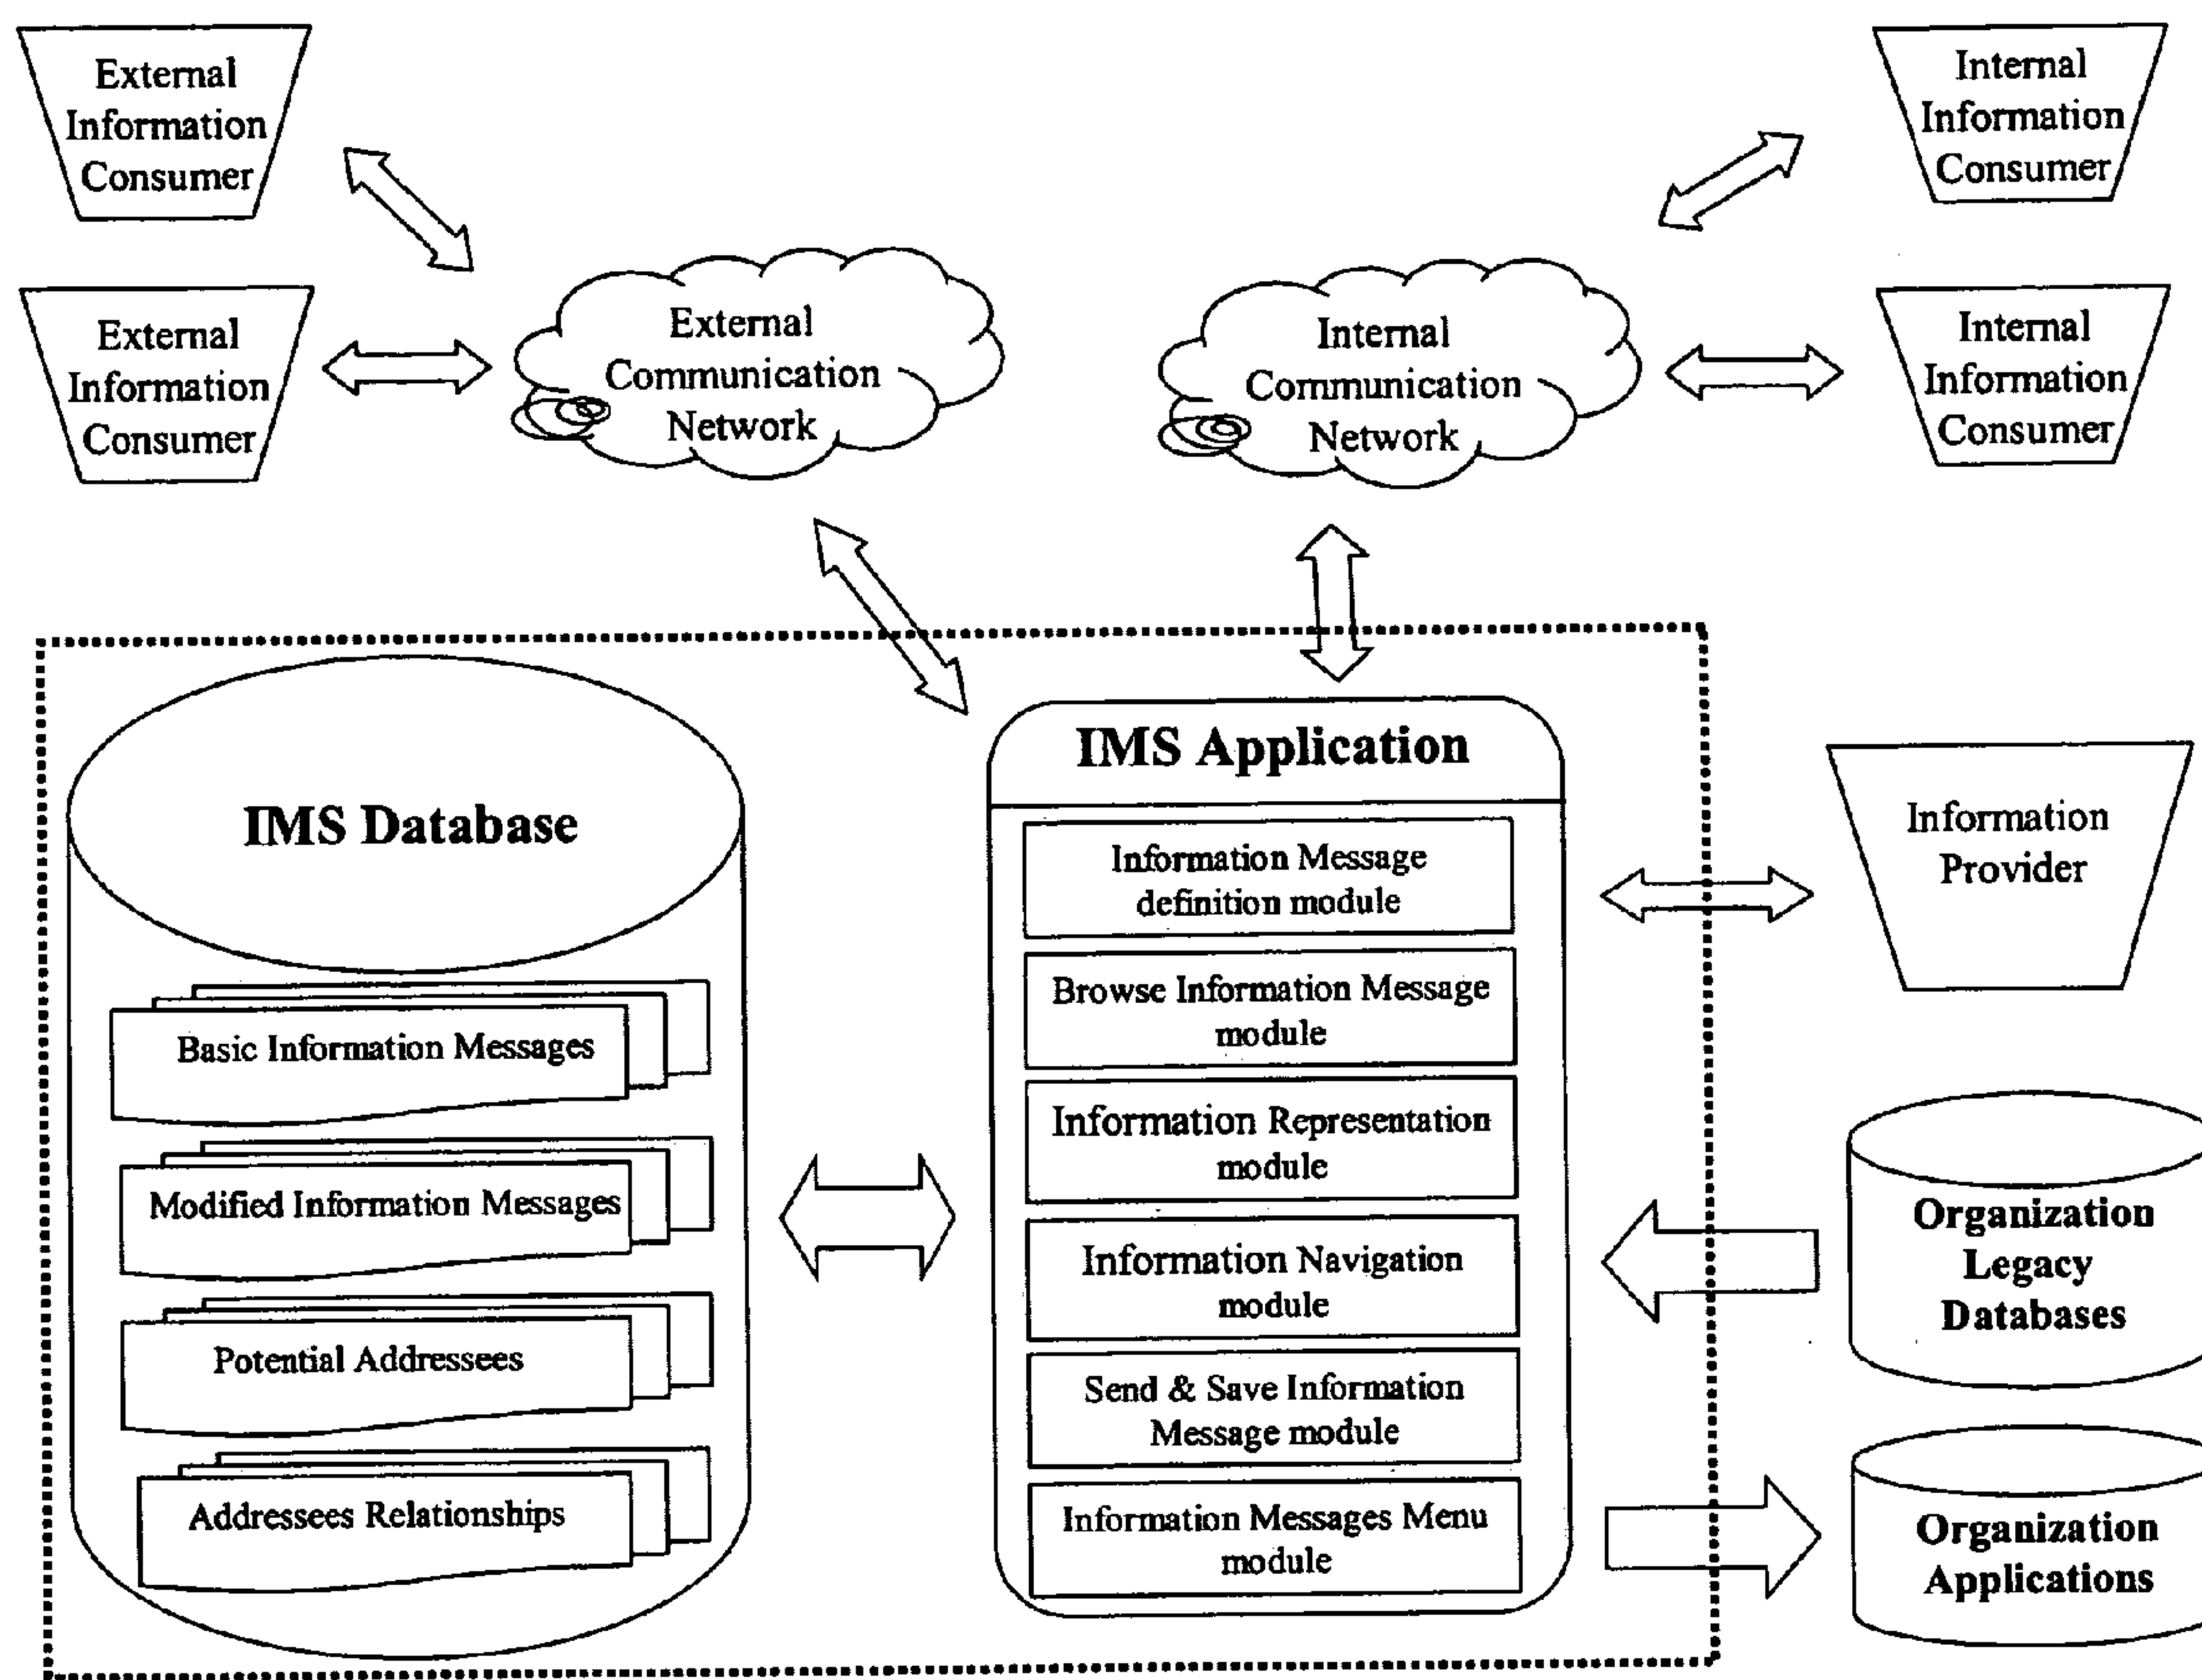 External
Information
Consumer
Internal
Information
Consumer
External
Information
Consumer
External
Communication
Network
Internal
Communication
Network
Internal
Information
Consumer
IMS Database
Basic Information Messages
Modified Information Messages
Potential Addressees
Addressees Relationships
IMS Application
Information Message
definition module
Browse Information Message
module
Information Representation
module
Information Navigation
module
Send & Save Information
Message module
Information Messages Menu
module
Information
Provider
Organization
Legacy
Databases
Organization
Applications